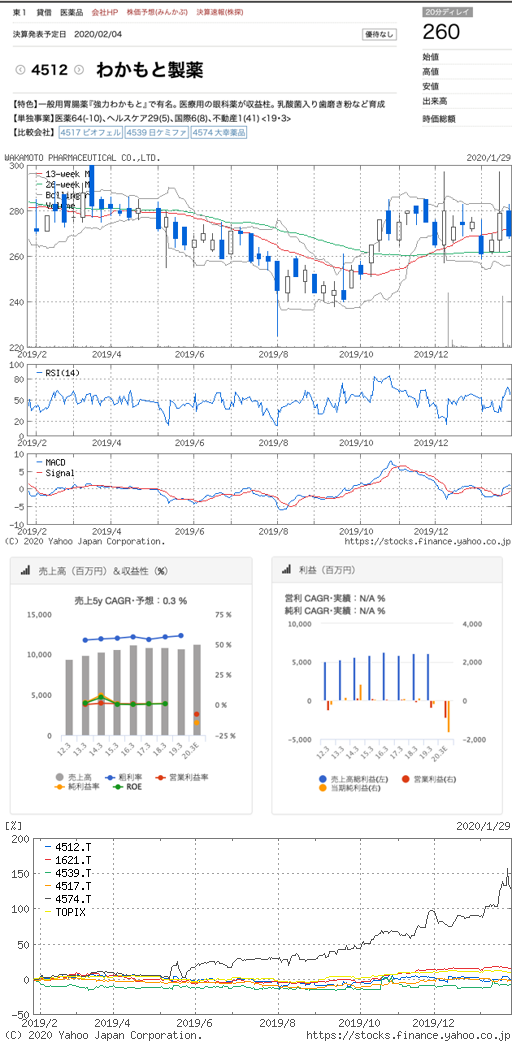 東1 貸借 医薬品 会社HP 株価予想(みんかぶ) 決算速報(株探)
20分ディレイ
260
決算発表予定日 2020/02/04 優待なし
4512 わかもと製薬
始値
高値
安値
出来高
時価総額
【特色】一般用胃腸薬『強力わかもと』で有名。医療用の眼科薬が収益柱。乳酸菌入り歯磨き粉など育成
【単独事業】医薬64(-10)、ヘルスケア29(5)、国際6(8)、不動産1(41) <19・3>
【比較会社】 4517 ビオフェル 4539 日ケミファ 4574 大幸薬品
WAKAMOTO PHARMACEUTICAL CO.,LTD. 2020/1/29
300
280
260
240
220
13-week M
26-week M
Volume
2019/2 2019/4 2019/6 2019/8 2019/10 2019/12
RSI(14)
100
80
50
20
0
2019/2 2019/4 2019/6 2019/8 2019/10 2019/12
MACD
Signal
10
5
0
-5
-10
2019/2 2019/4 2019/6 2019/8 2019/10 2019/12
(C) 2020 Yahoo Japan Corporation. https://stocks.finance.yahoo.co.jp/
売上高（百万円）＆収益性（%）
売上5y CAGR・予想：0.3 %
15,000
10,000
5,000
0
75 %
50 %
25 %
0 %
-25 %
12.3 13.3 14.3 15.3 16.3 17.3 18.3 19.3 20.3E
売上高 粗利率 営業利益率
純利益率 ROE
利益（百万円）
営利 CAGR・実績：N/A %
純利 CAGR・実績：N/A %
10,000
5,000
0
-5,000
4,000
2,000
0
-2,000
12.3 13.3 14.3 15.3 16.3 17.3 18.3 19.3 20.3E
売上高総利益(左) 営業利益(右)
当期純利益(右)
[%] 2020/1/29
200
150
100
50
0
-50
4512.T
1621.T
4539.T
4517.T
4574.T
TOPIX
2019/2 2019/4 2019/6 2019/8 2019/10 2019/12
(C) 2020 Yahoo Japan Corporation. https://stocks.finance.yahoo.co.jp/